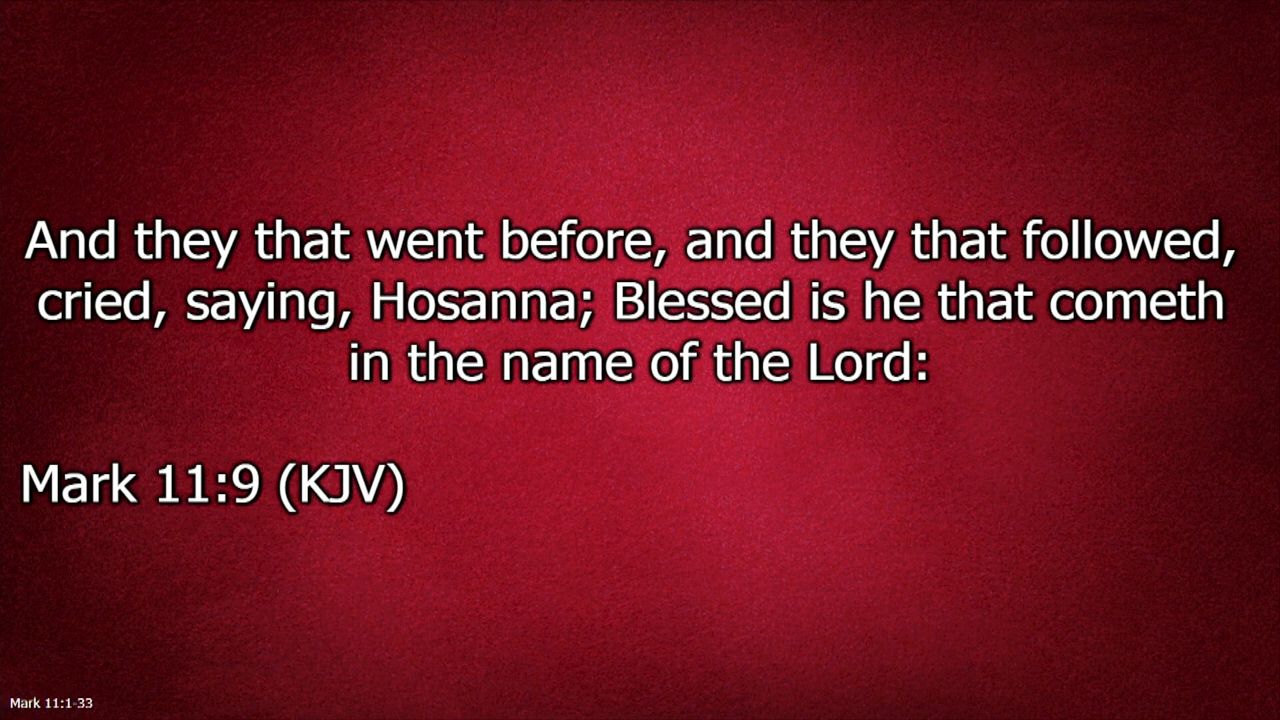 And they that went before, and they that followed,
cried, saying, Hosanna; Blessed is he that cometh
in the name of the Lord:
Mark 11:9 (KJV)
Mark 11:1-33